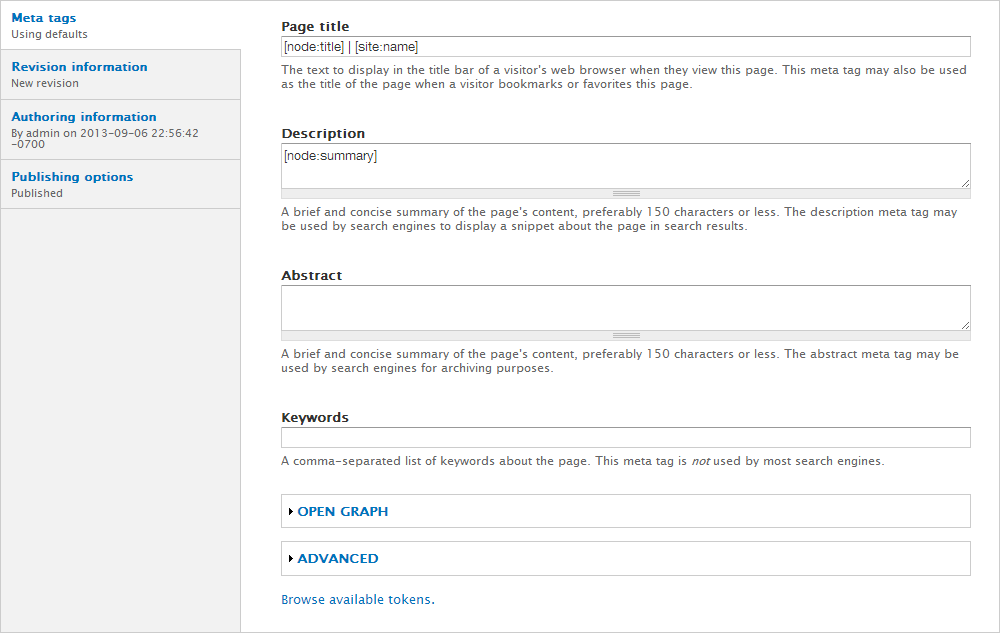 Meta tags
Using defaults
Revision information
New revision
Authoring information
By admin on 2013-09-06 22:56:42
-0700
Publishing options
Published
Page title
[node:title] | [site:name]
The text to display in the title bar of a visitor's web browser when they view this page. This meta tag may also be used
as the title of the page when a visitor bookmarks or favorites this page.
Description
[node:summary]
A brief and concise summary of the page's content, preferably 150 characters or less. The description meta tag may
be used by search engines to display a snippet about the page in search results.
Abstract
A brief and concise summary of the page's content, preferably 150 characters or less. The abstract meta tag may be
used by search engines for archiving purposes.
Keywords
A comma-separated list of keywords about the page. This meta tag is not used by most search engines.
OPEN GRAPH
ADVANCED
Browse available tokens.